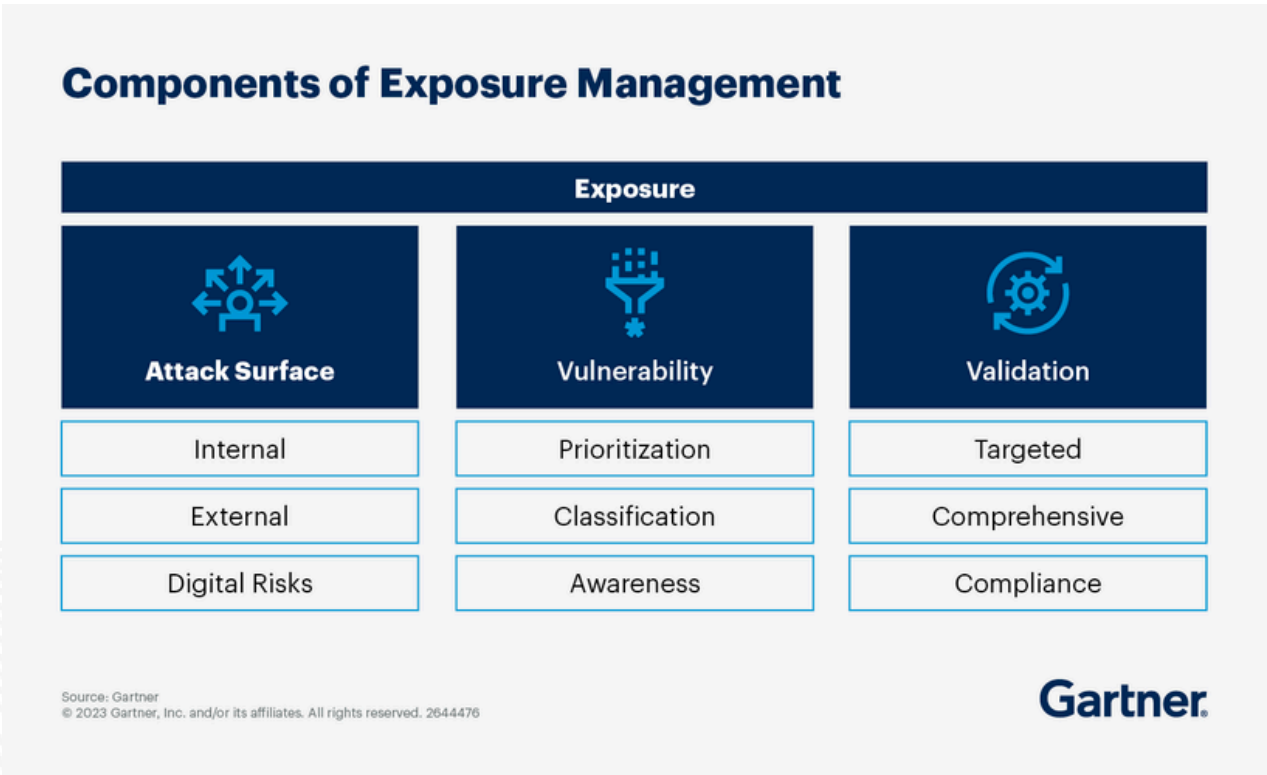 Components of Exposure Management
Exposure
Attack Surface
Vulnerability
Validation
Internal
Prioritization
Targeted
External
Classification
Comprehensive
Digital Risks
Awareness
Compliance
Source: Gartner
© 2023 Gartner, Inc. and/or its affiliates. All rights reserved. 2644476
Gartner®